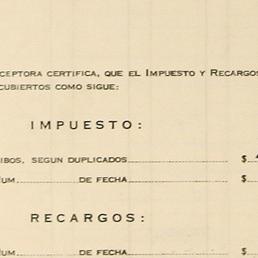 CEPTORA CERTIFICA, QUE EL IMPUESTO Y RECARGOS
CUBIERTOS COMO SIGUE:
IMPUESTO:
IBOS, SEGUN DUPLICADOS $
UM. DE FECHA $
RECARGOS:
UM. DE FECHA $